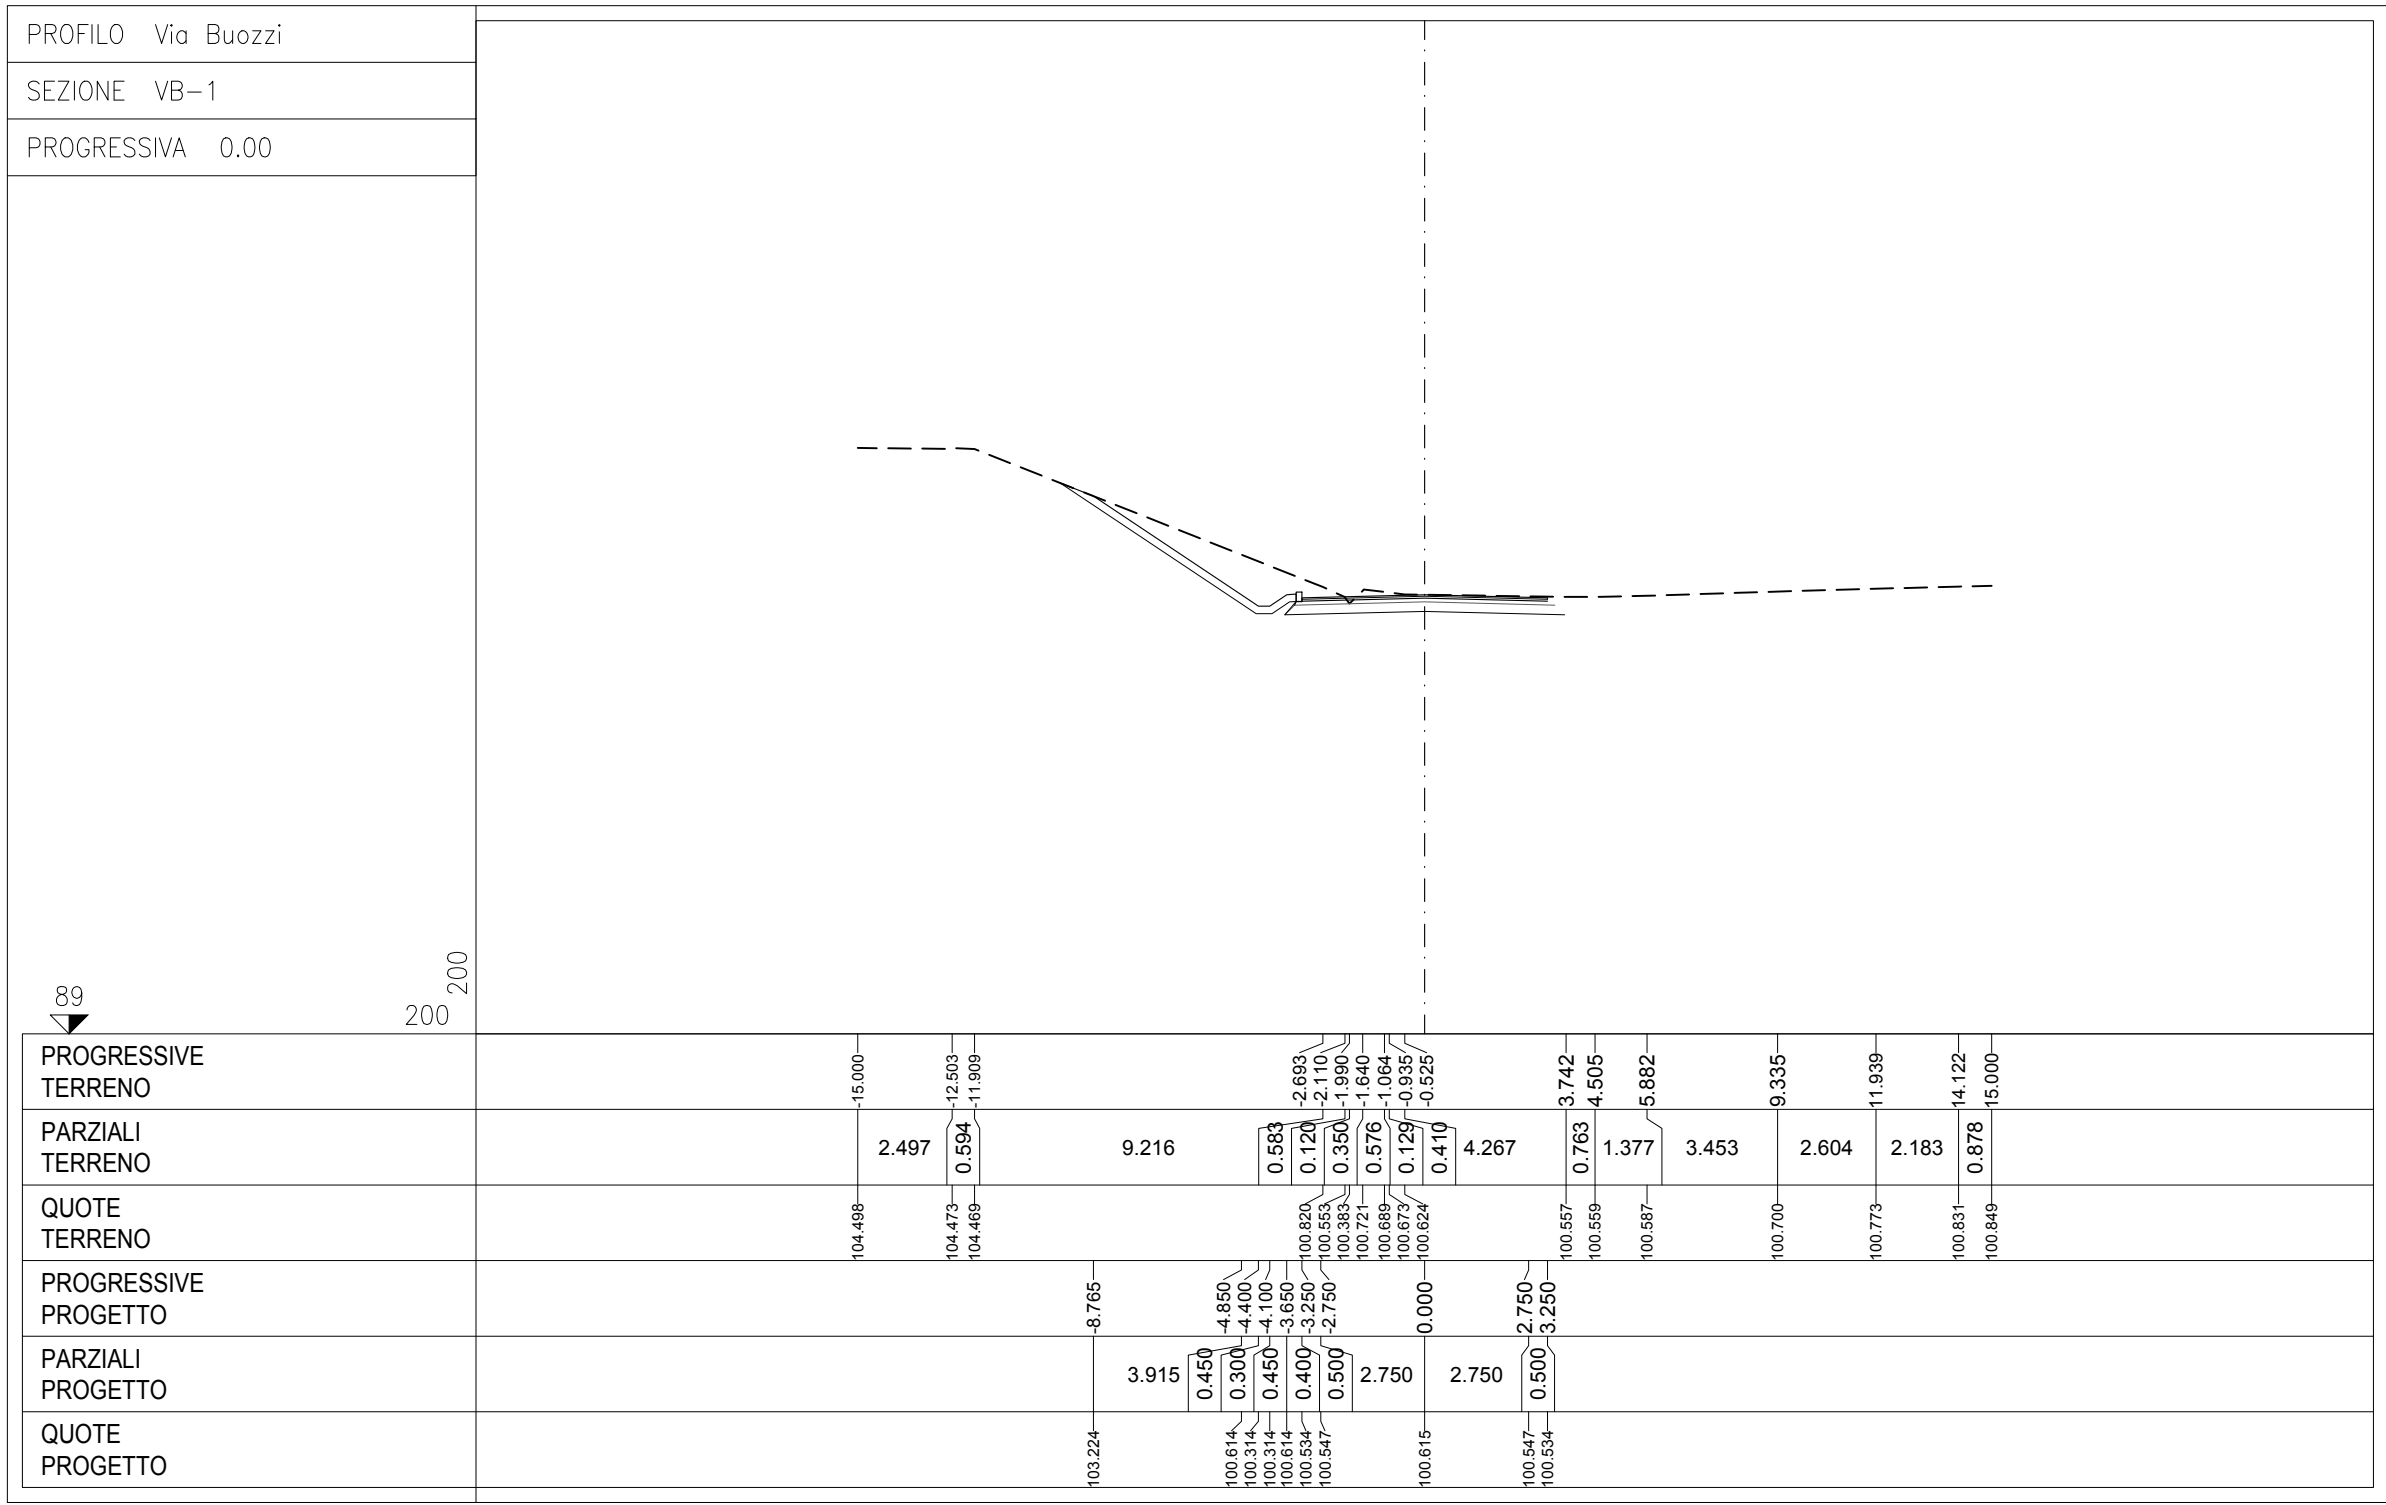 PROFILO Via Buozzi
SEZIONE VB-1
PROGRESSIVA 0.00
200
89
200
PROGRESSIVE
TERRENO
-15.000 -12.503 -11.909 -2.693 -2.110 -1.990 -1.640 -1.064 -0.935 -0.525 3.742 4.505 5.882 9.335 11.939 14.122 15.000
PARZIALI
TERRENO
2.497 0.594 9.216 0.583 0.120 0.350 0.576 0.129 0.410 4.267 0.763 1.377 3.453 2.604 2.183 0.878
QUOTE
TERRENO
104.498 104.473 104.469 100.820 100.553 100.383 100.721 100.689 100.673 100.624 100.557 100.559 100.587 100.700 100.773 100.831 100.849
PROGRESSIVE
PROGETTO
-8.765 -4.850 -4.400 -4.100 -3.650 -3.250 -2.750 0.000 2.750 3.250
PARZIALI
PROGETTO
3.915 0.450 0.300 0.450 0.400 0.500 2.750 2.750 0.500
QUOTE
PROGETTO
103.224 100.614 100.314 100.314 100.614 100.534 100.547 100.615 100.547 100.534